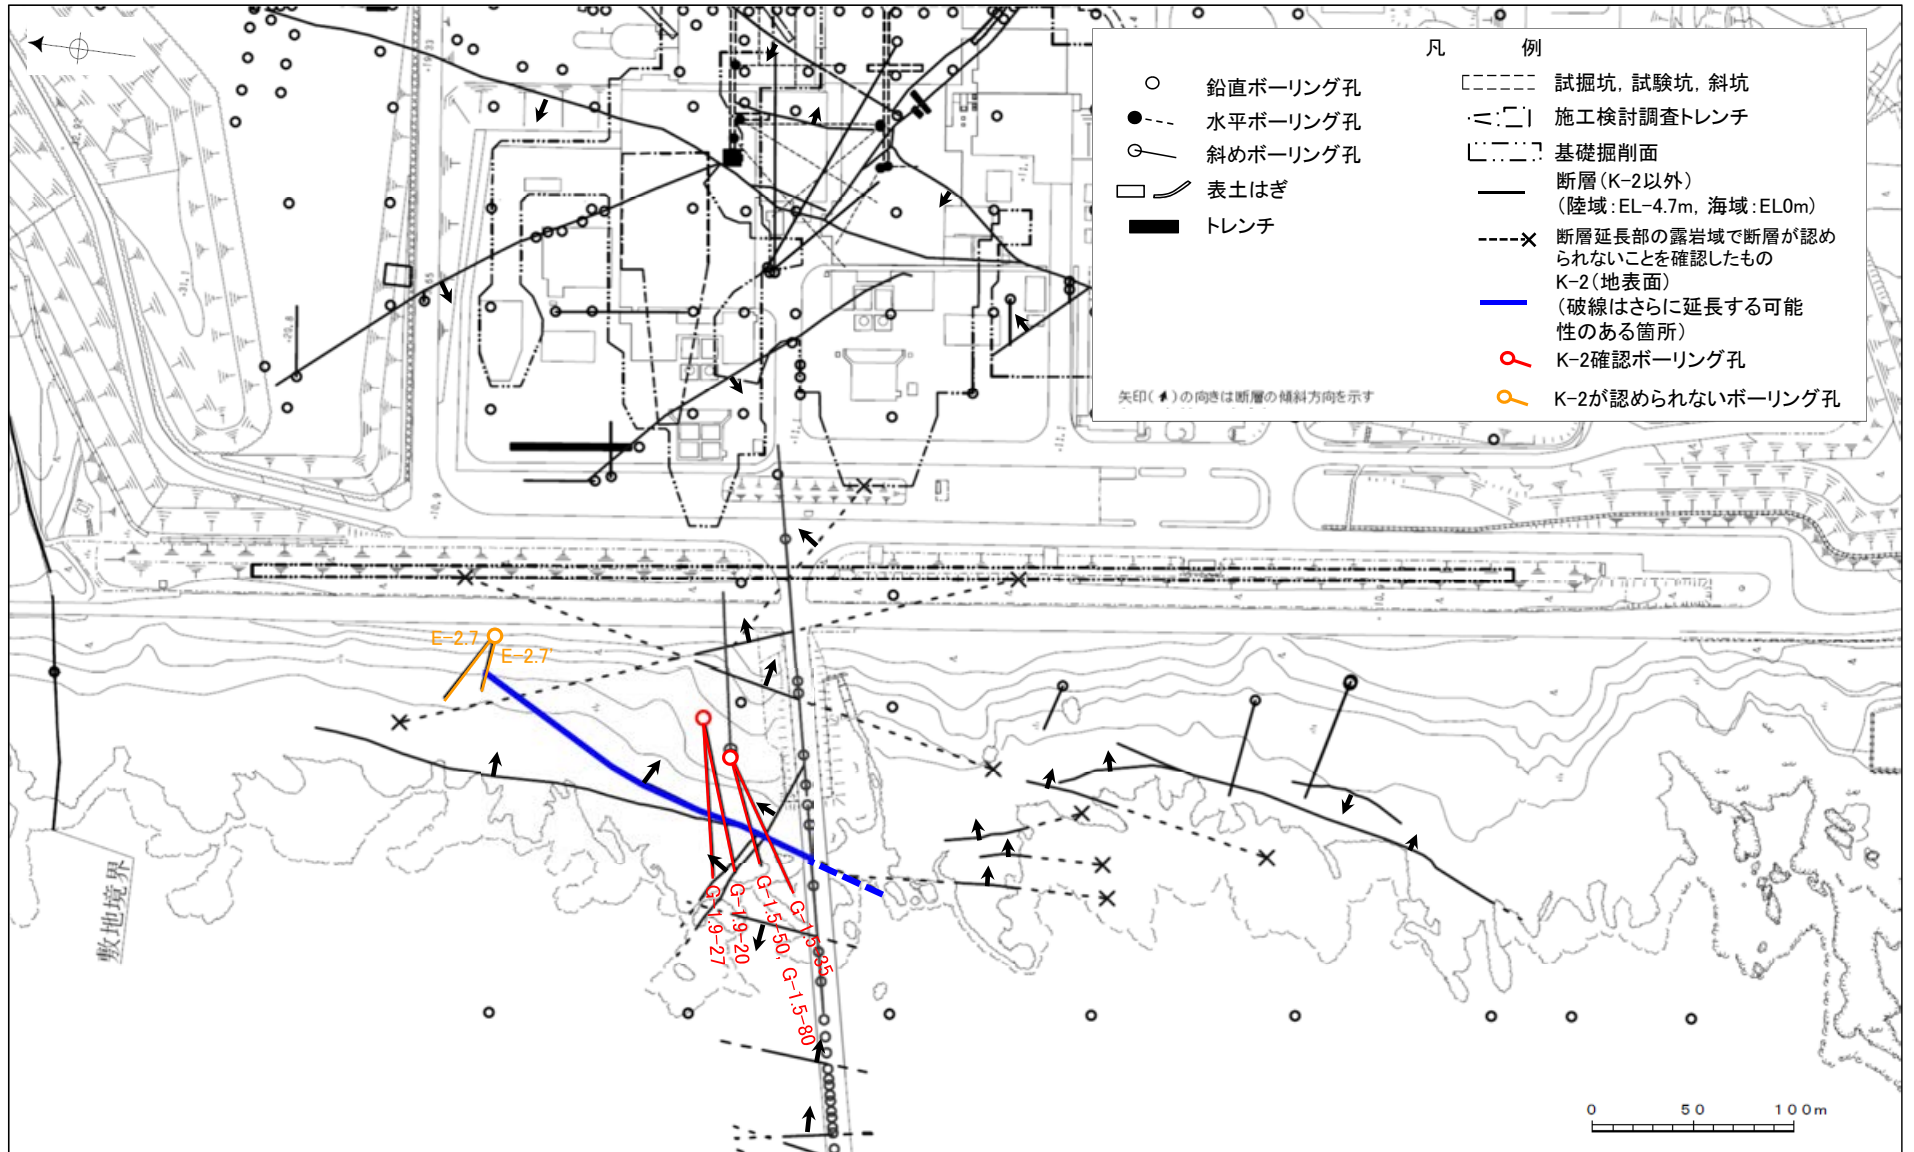 凡 例
鉛直ボーリング孔
水平ボーリング孔
斜めボーリング孔
表土はぎ
トレンチ
矢印( )の向きは断層の傾斜方向を示す
試掘坑, 試験坑, 斜坑
施工検討調査トレンチ
基礎掘削面
断層(K-2以外)
(陸域:EL-4.7m, 海域:EL0m)
断層延長部の露岩域で断層が認め
られないことを確認したもの
K-2(地表面)
(破線はさらに延長する可能
性のある箇所)
K-2確認ボーリング孔
K-2が認められないボーリング孔
E-2.7
E-2.7'
G-1.9-27
G-1.9-20
G-1.5-50, G-1.5-80
G-1.5-35
敷地境界
0 50 100m